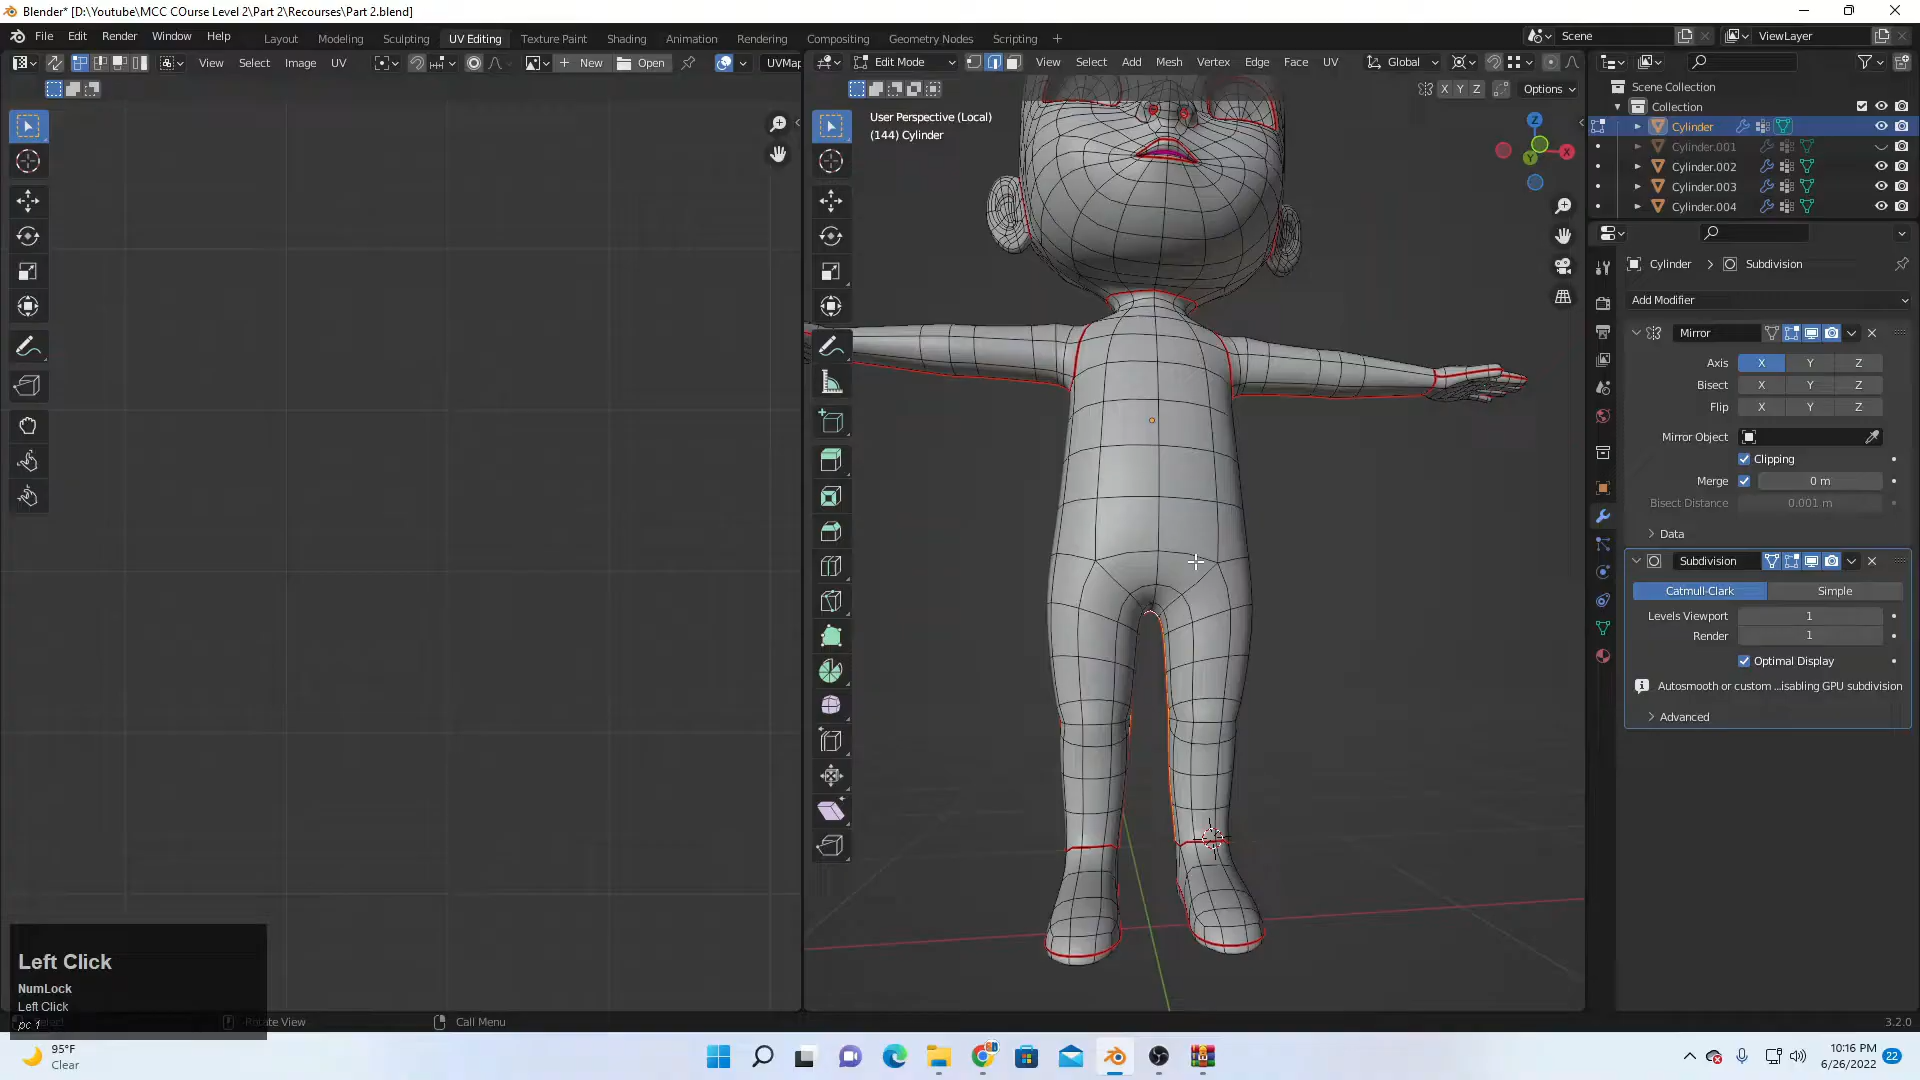 Blender* [D:\Youtube\MCC COurse Level 2\Part 2\Recourses\Part 2.blend]
File Edit Render Window Help Layout Modeling Sculpting UV Editing Texture Paint Shading Animation Rendering Compositing Geometry Nodes Scripting + Scene ViewLayer
View Select Image UV New Open UVMap Edit Mode View Select Add Mesh Vertex Edge Face UV Global
X Y Z Options
Scene Collection
Collection
Cylinder
Cylinder.001
Cylinder.002
Cylinder.003
Cylinder.004
User Perspective (Local)
(144) Cylinder
Z
X
Y
Cylinder > Subdivision
Add Modifier
Mirror
Axis X Y Z
Bisect X Y Z
Flip X Y Z
Mirror Object
Clipping
Merge 0 m
Bisect Distance 0.001 m
Data
Subdivision
Catmull-Clark Simple
Levels Viewport 1
Render 1
Optimal Display
Autosmooth or custom ...isabling GPU subdivision
Advanced
Left Click
NumLock
Left Click
pc 1
Rotate View Call Menu 3.2.0
95°F
Clear
10:16 PM
6/26/2022
22